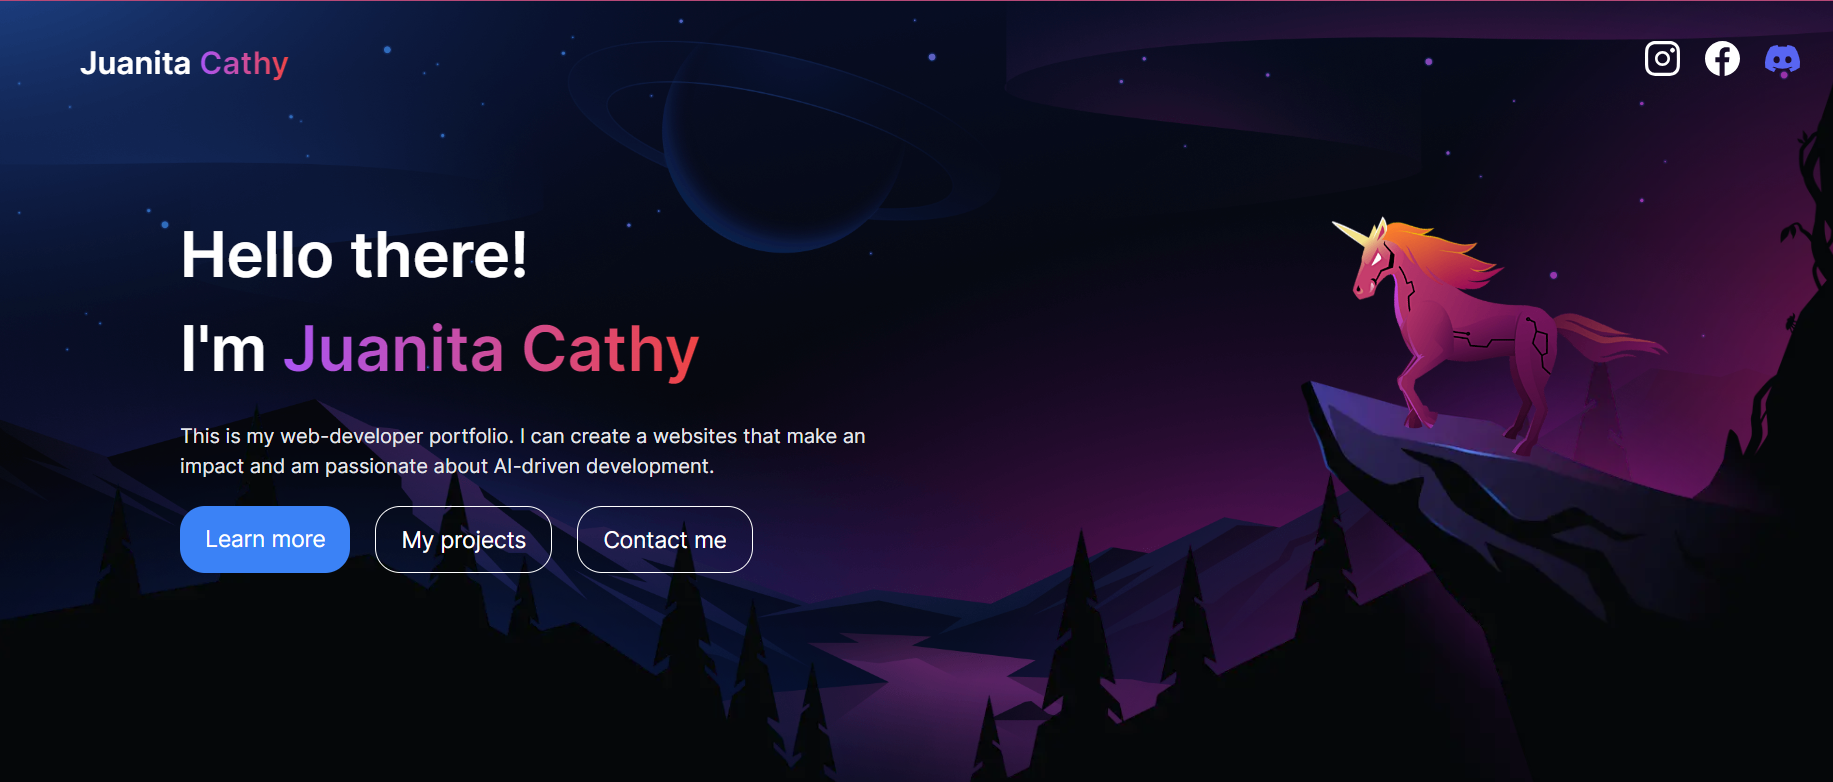 Juanita Cathy
Hello there!
I'm Juanita Cathy
This is my web-developer portfolio. I can create a websites that make an
impact and am passionate about AI-driven development.
Learn more
My projects
Contact me